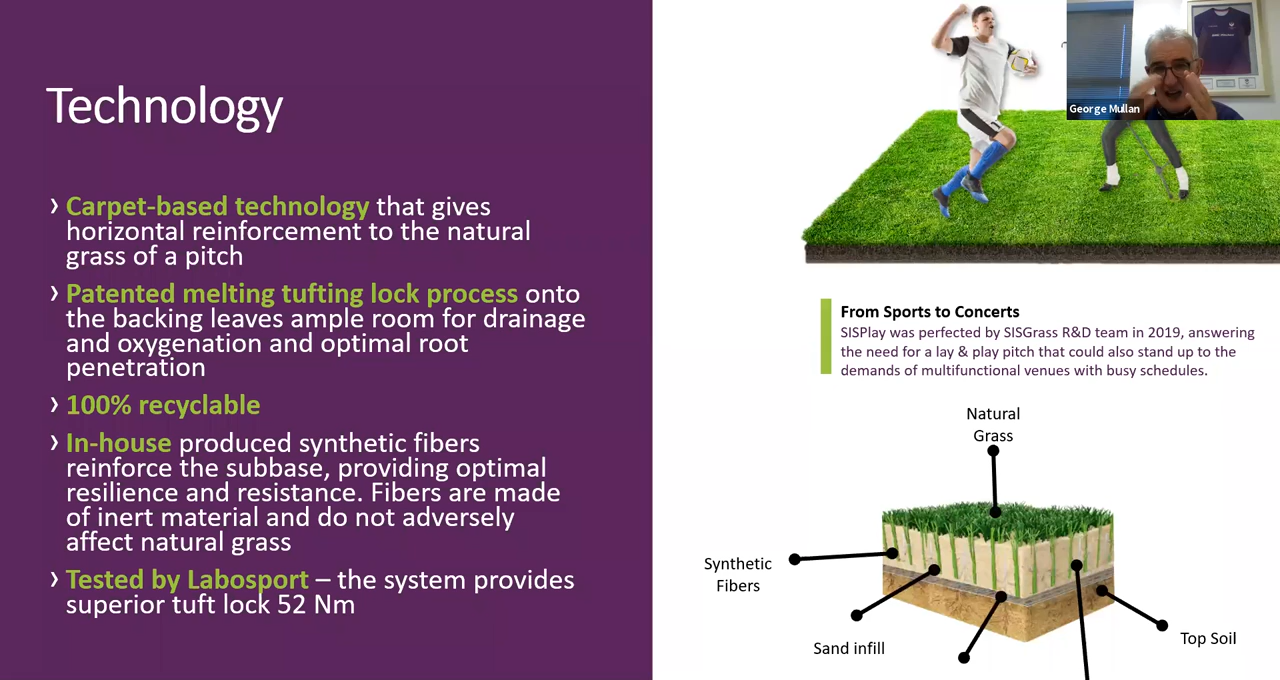 Technology
› Carpet-based technology that gives
horizontal reinforcement to the natural
grass of a pitch
› Patented melting tufting lock process onto
the backing leaves ample room for drainage
and oxygenation and optimal root
penetration
› 100% recyclable
› In-house produced synthetic fibers
reinforce the subbase, providing optimal
resilience and resistance. Fibers are made
of inert material and do not adversely
affect natural grass
› Tested by Labosport – the system provides
superior tuft lock 52 Nm
George Mullan
From Sports to Concerts
SISPlay was perfected by SISGrass R&D team in 2019, answering
the need for a lay & play pitch that could also stand up to the
demands of multifunctional venues with busy schedules.
Natural
Grass
Synthetic
Fibers
Sand infill
Top Soil